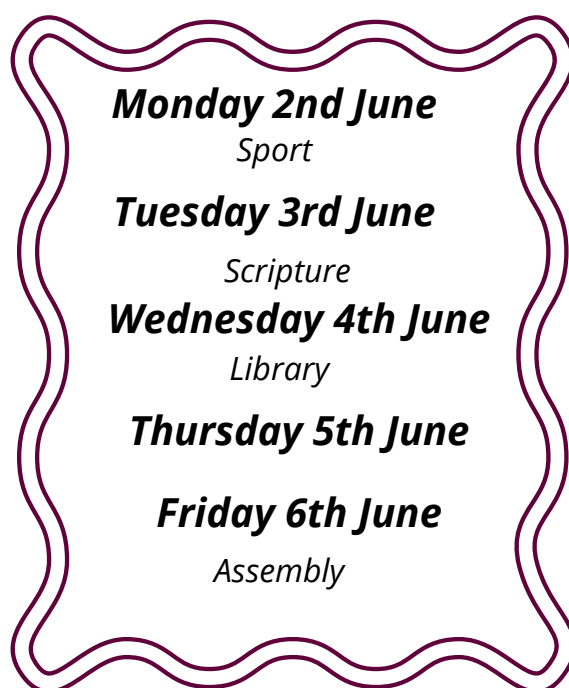 Monday 2nd June
Sport
Tuesday 3rd June
Scripture
Wednesday 4th June
Library
Thursday 5th June
Friday 6th June
Assembly